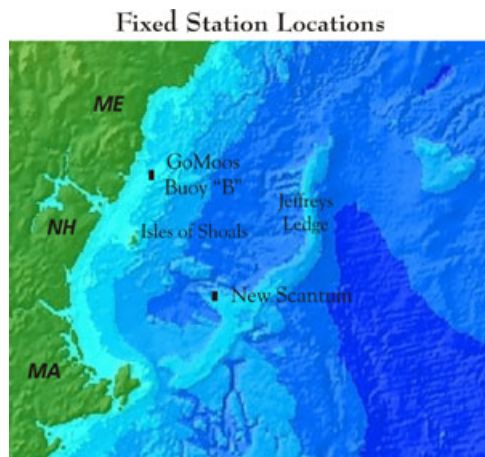 Fixed Station Locations
ME
GoMoos
Buoy "B"
NH
Isles of Shoals
Jeffreys
Ledge
New Scantum
MA